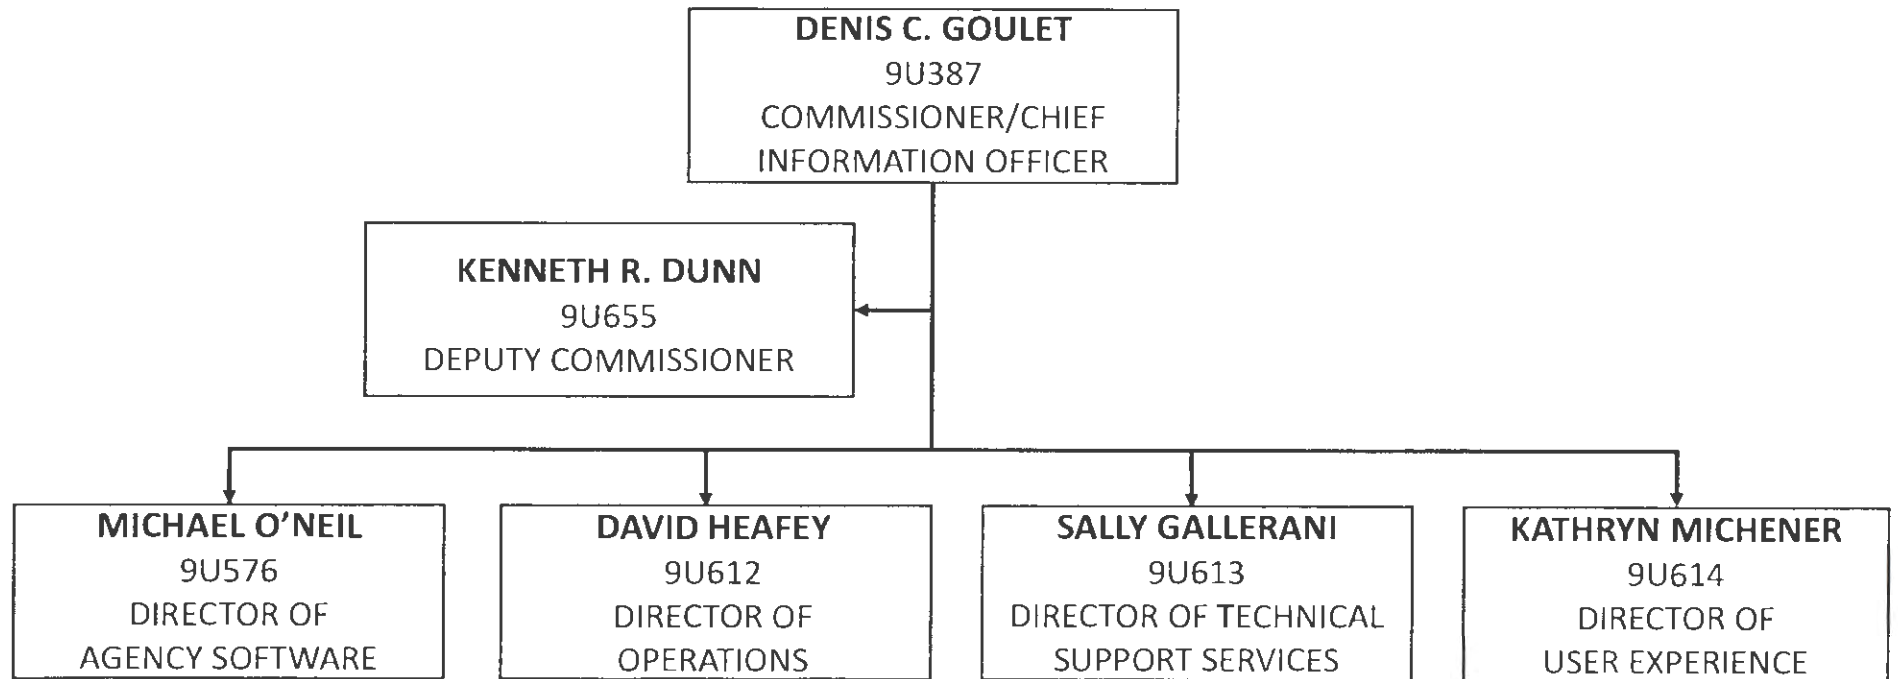 DENIS C. GOULET
9U387
COMMISSIONER/CHIEF
INFORMATION OFFICER
KENNETH R. DUNN
9U655
DEPUTY COMMISSIONER
MICHAEL O’NEIL
9U576
DIRECTOR OF
AGENCY SOFTWARE
DAVID HEAFEY
9U612
DIRECTOR OF
OPERATIONS
SALLY GALLERANI
9U613
DIRECTOR OF TECHNICAL
SUPPORT SERVICES
KATHRYN MICHENER
9U614
DIRECTOR OF
USER EXPERIENCE